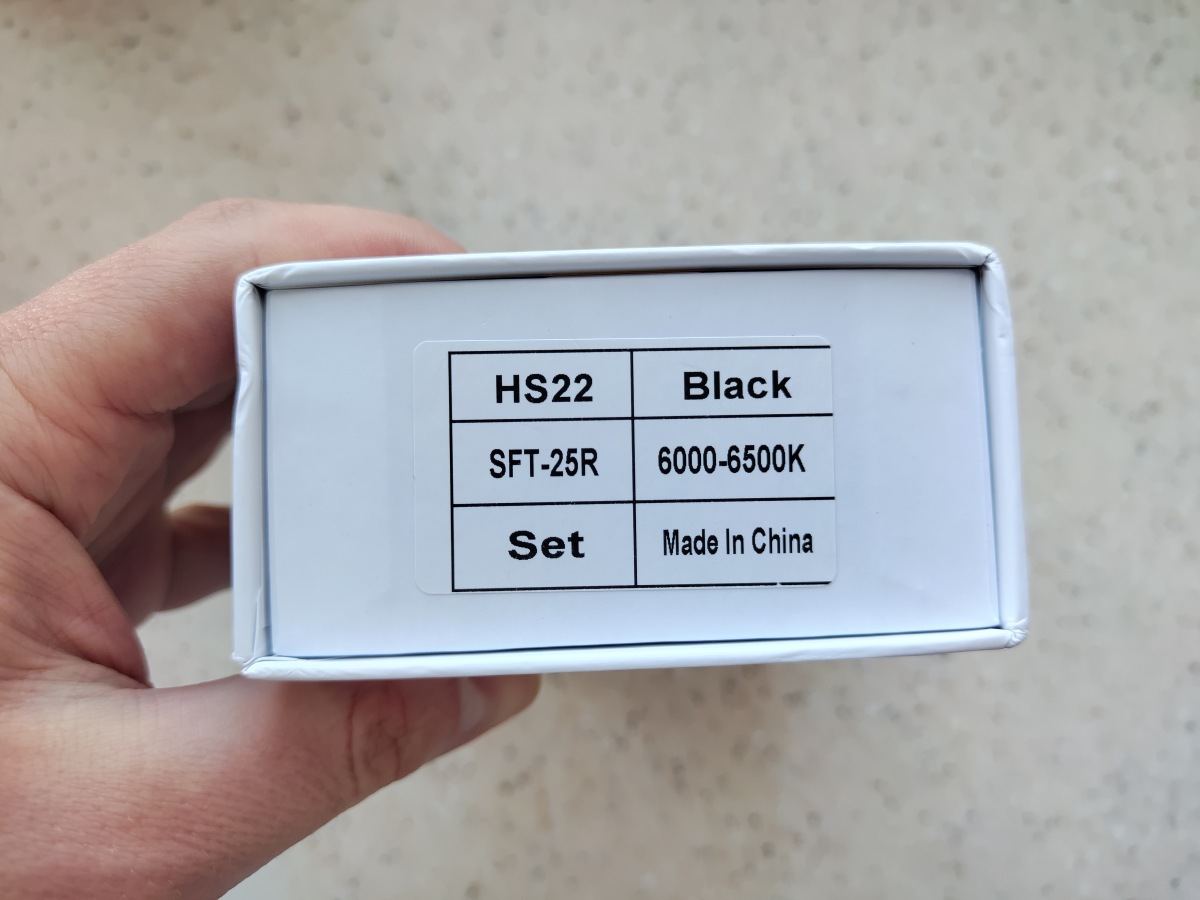 HS22 Black
SFT-25R 6000-6500K
Set Made In China